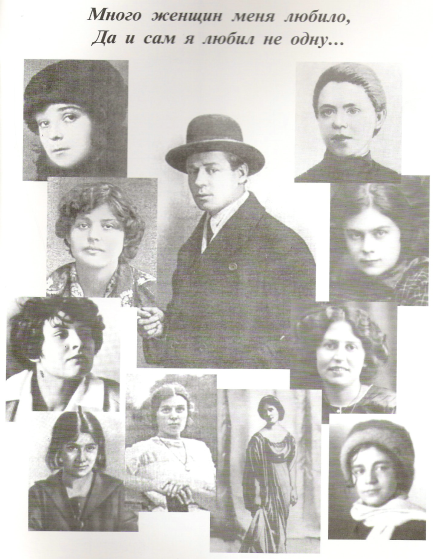 Много женщин меня любило,
Да и сам я любил не одну...